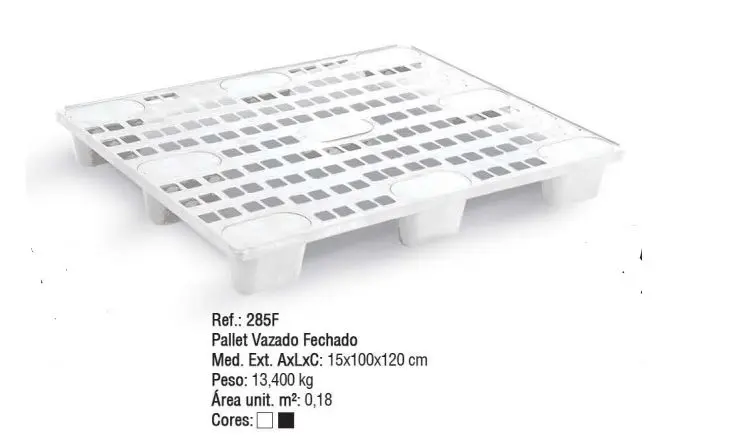 Ref.: 285F
Pallet Vazado Fechado
Med. Ext. AxLxC: 15x100x120 cm
Peso: 13,400 kg
Área unit. m²: 0,18
Cores: